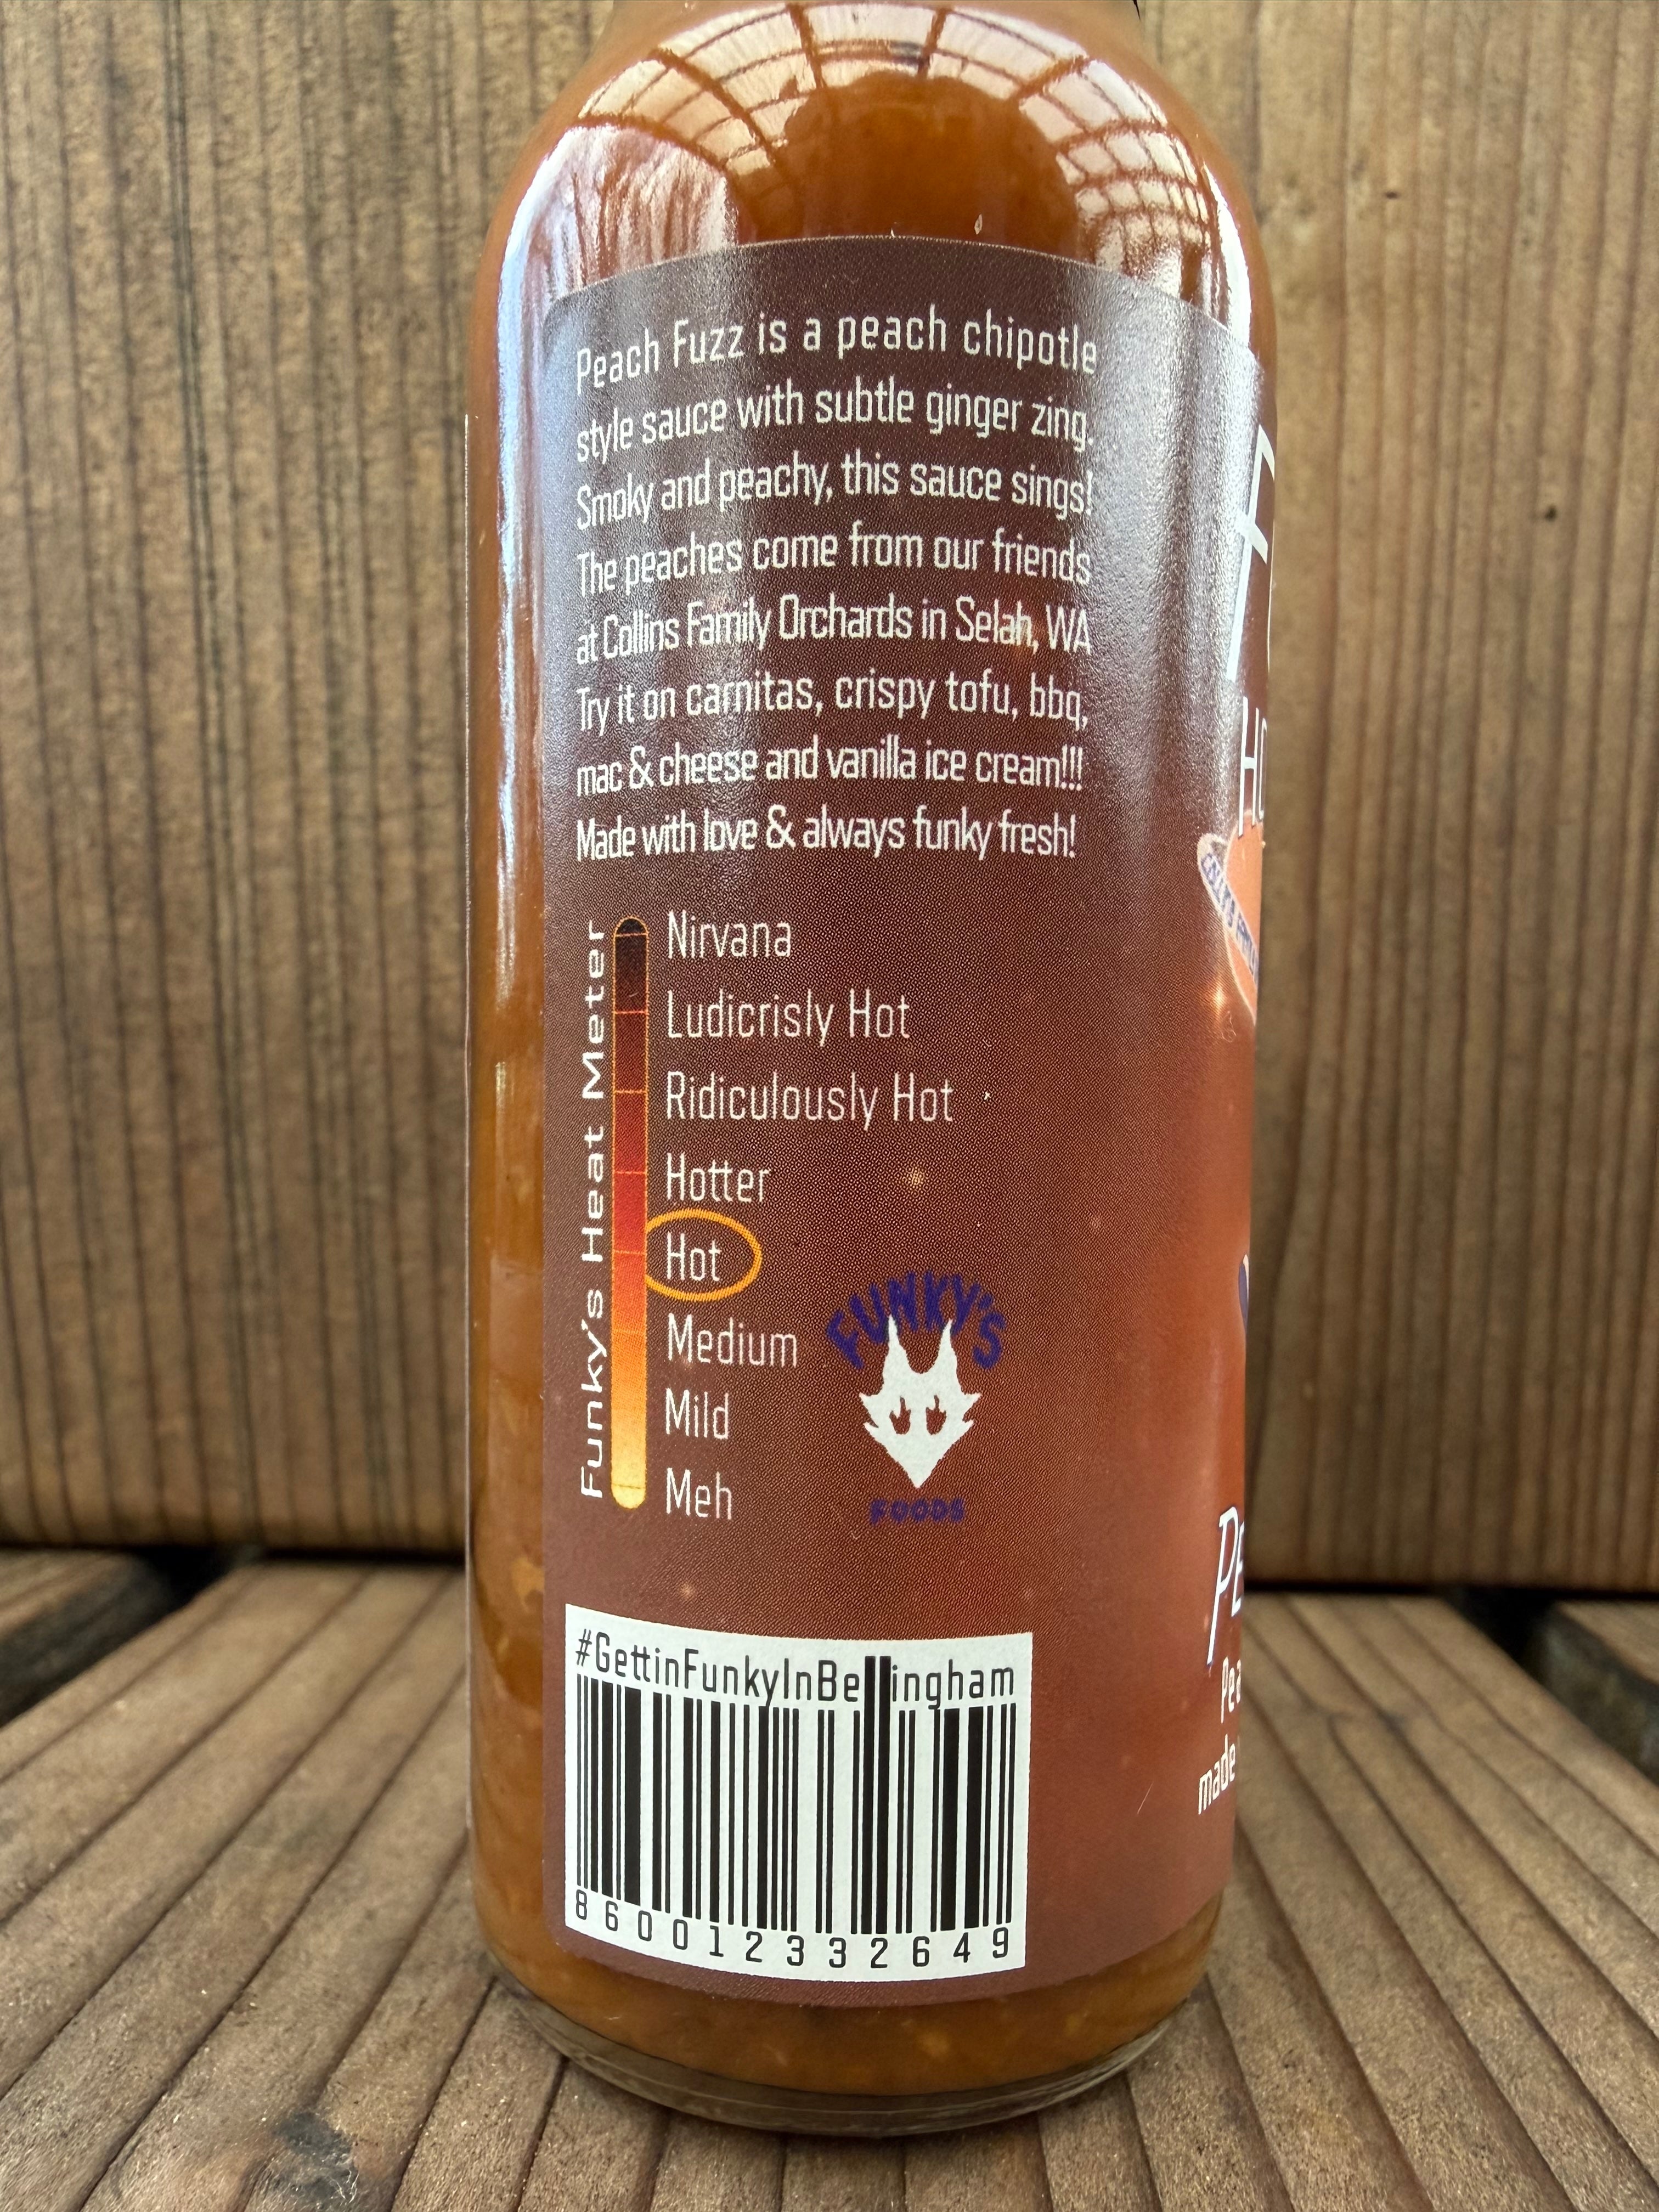 Peach Fuzz is a peach chipotle
style sauce with subtle ginger zing.
Smoky and peachy, this sauce sings!
The peaches come from our friends
at Collins Family Orchards in Selah, WA
Try it on carnitas, crispy tofu, bbq,
mac & cheese and vanilla ice cream!!!
Made with love & always funky fresh!
Funky's Heat Meter
Nirvana
Ludicrisly Hot
Ridiculously Hot
Hotter
Hot
Medium
Mild
Meh
FUNKY'S
FOODS
#GettinFunkyInBellingham
860012332649
made